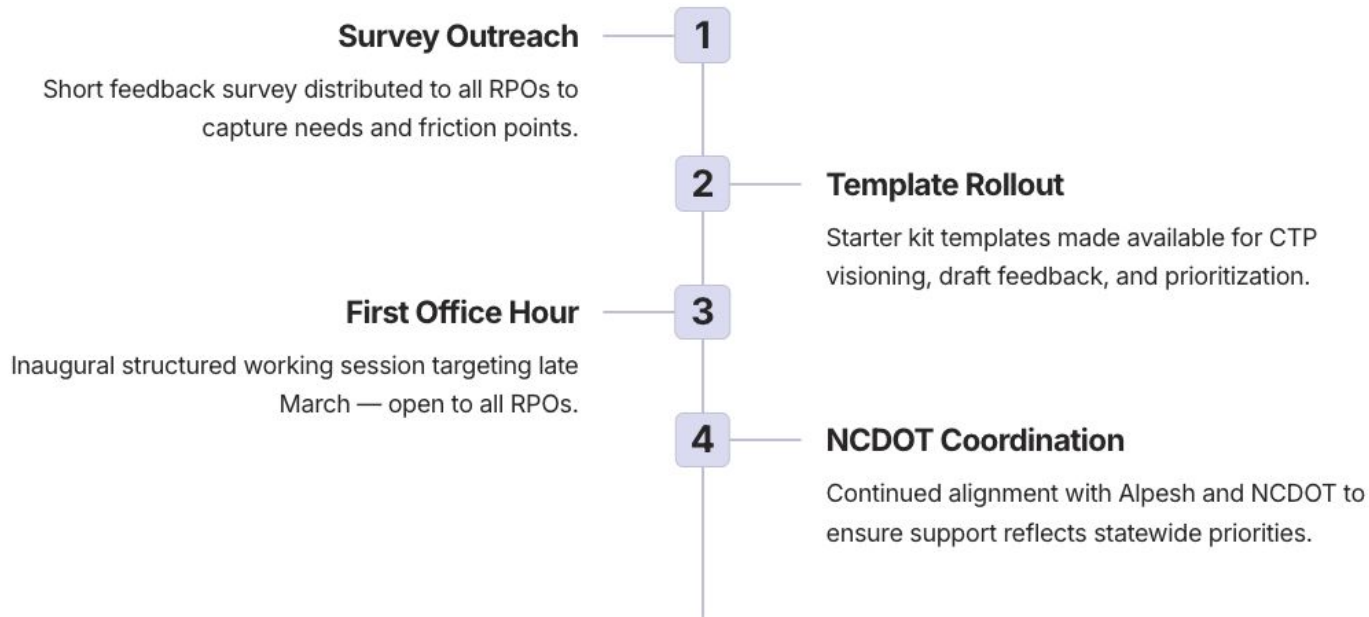 Survey Outreach
1
Short feedback survey distributed to all RPOs to
capture needs and friction points.
2
Template Rollout
Starter kit templates made available for CTP
visioning, draft feedback, and prioritization.
First Office Hour
3
Inaugural structured working session targeting late
March — open to all RPOs.
4
NCDOT Coordination
Continued alignment with Alpesh and NCDOT to
ensure support reflects statewide priorities.